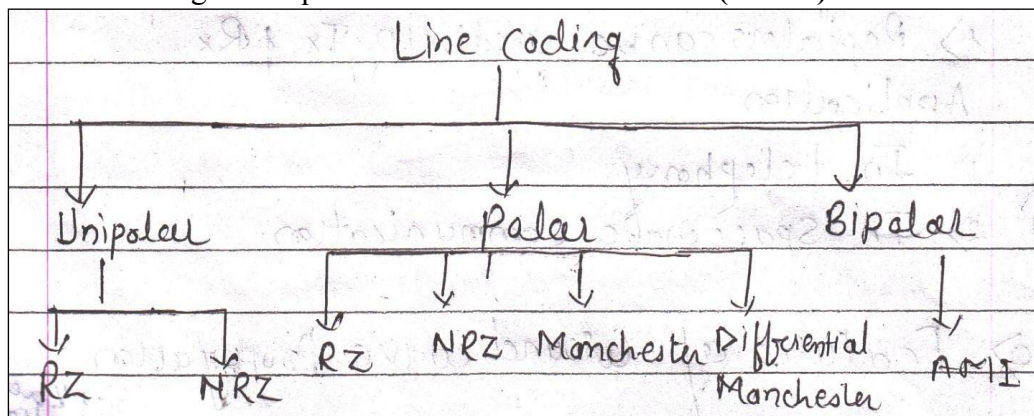 Line coding
Unipolar Polar Bipolar
RZ NRZ RZ NRZ Manchester Differential Manchester AMI